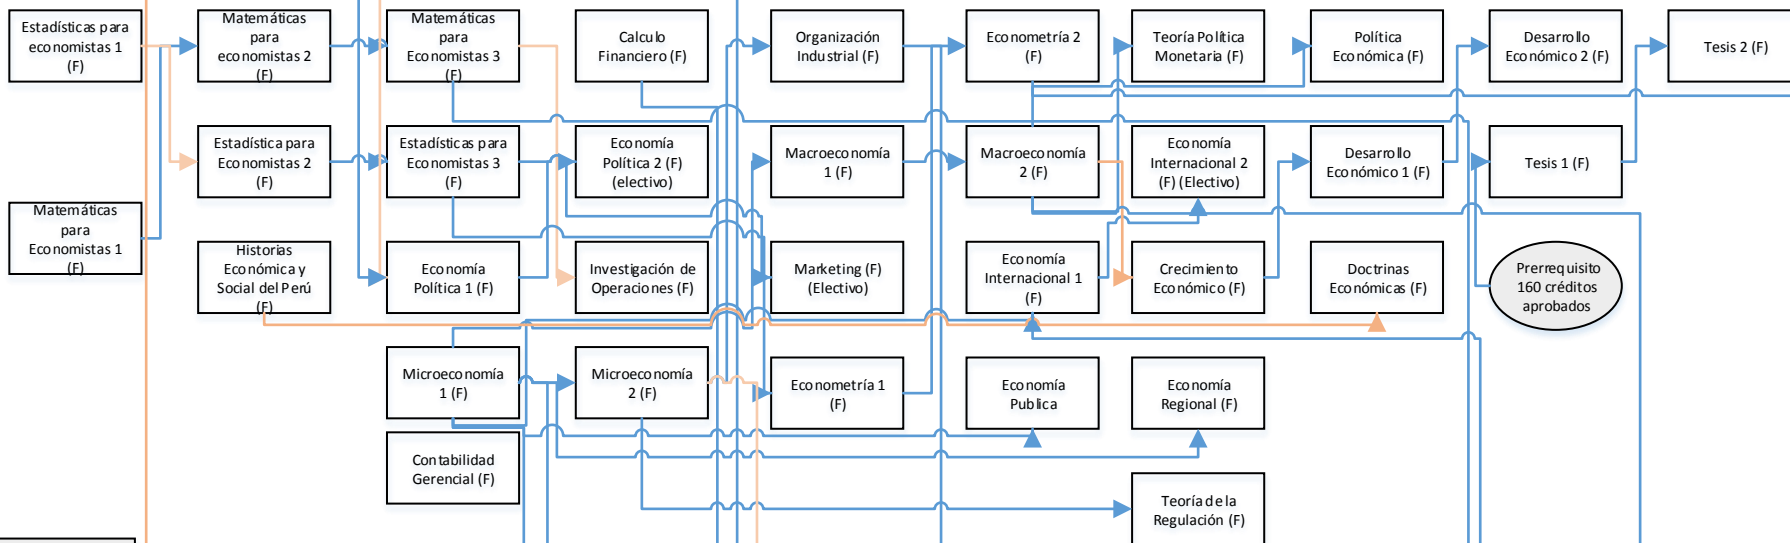 Estadísticas para
economistas 1
(F)
Matemáticas
para
economistas 2
(F)
Matemáticas
para
Economistas 3
(F)
Calculo
Financiero (F)
Organización
Industrial (F)
Econometría 2
(F)
Teoría Política
Monetaria (F)
Política
Económica (F)
Desarrollo
Económico 2 (F)
Tesis 2 (F)
Estadística para
Economistas 2
(F)
Estadísticas para
Economistas 3
(F)
Economía
Política 2 (F)
(electivo)
Macroeconomía
1 (F)
Macroeconomía
2 (F)
Economía
Internacional 2
(F) (Electivo)
Desarrollo
Económico 1 (F)
Tesis 1 (F)
Matemáticas
para
Economistas 1
(F)
Historias
Económica y
Social del Perú
(F)
Economía
Política 1 (F)
Investigación de
Operaciones (F)
Marketing (F)
(Electivo)
Economía
Internacional 1
(F)
Crecimiento
Económico (F)
Doctrinas
Económicas (F)
Prerrequisito
160 créditos
aprobados
Microeconomía
1 (F)
Microeconomía
2 (F)
Econometría 1
(F)
Economía
Publica
Economía
Regional (F)
Contabilidad
Gerencial (F)
Teoría de la
Regulación (F)